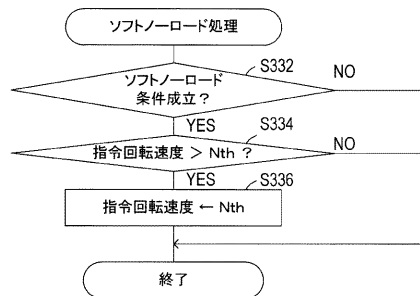 ソフトノーロード処理
S332
ソフトノーロード
条件成立？
NO
YES
S334
指令回転速度 > Nth ？
NO
YES
S336
指令回転速度 ← Nth
終了